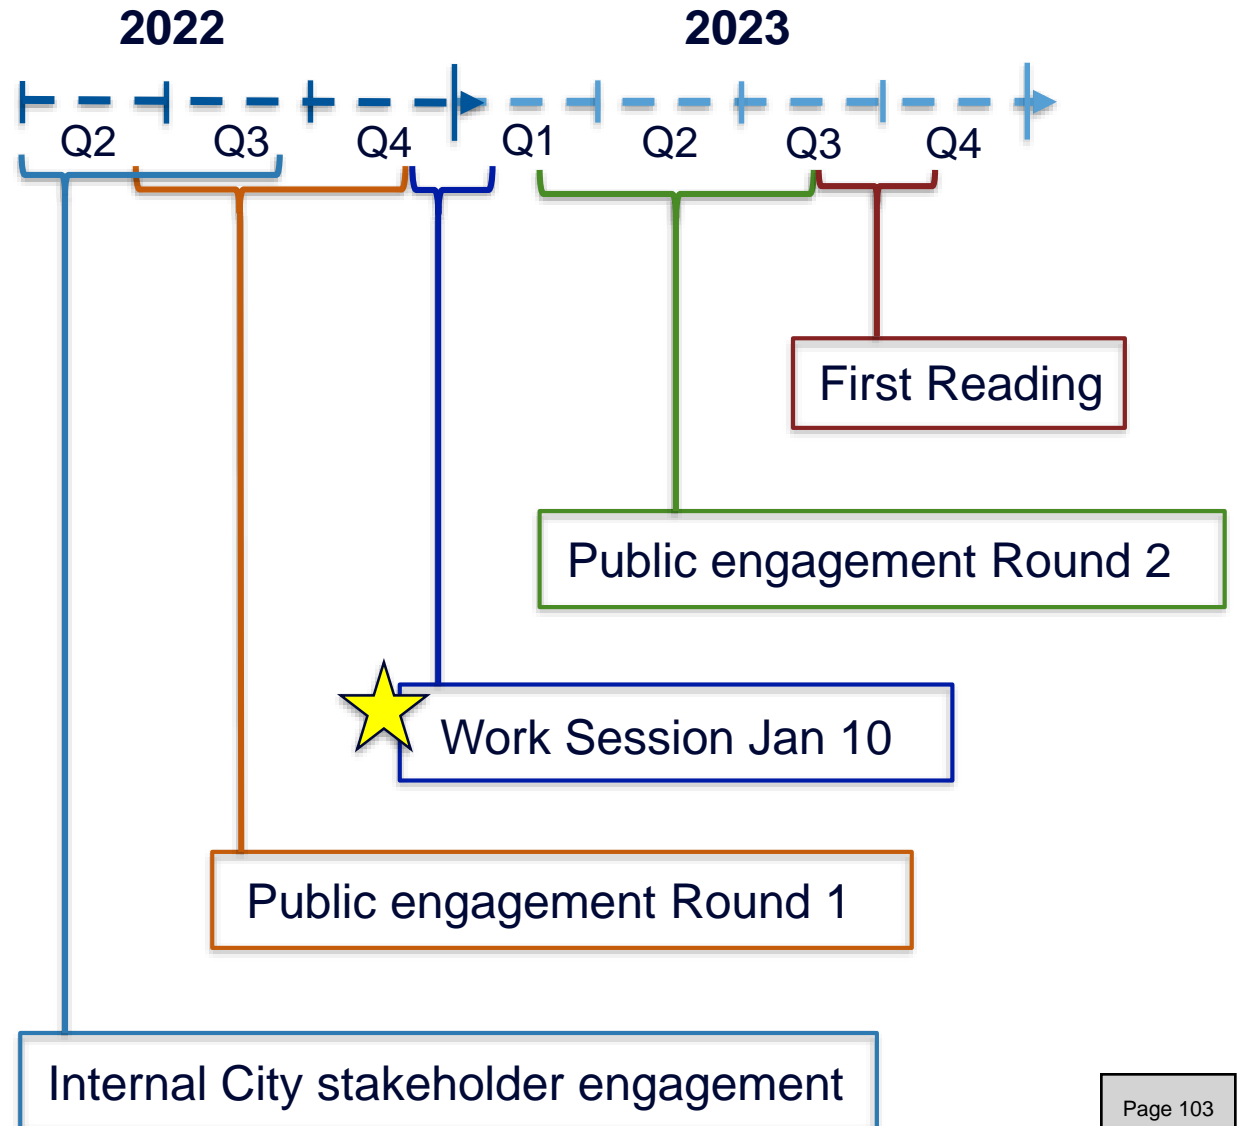 2022 2023
Q2 Q3 Q4 Q1 Q2 Q3 Q4
First Reading
Public engagement Round 2
Work Session Jan 10
Public engagement Round 1
Internal City stakeholder engagement
Page 103